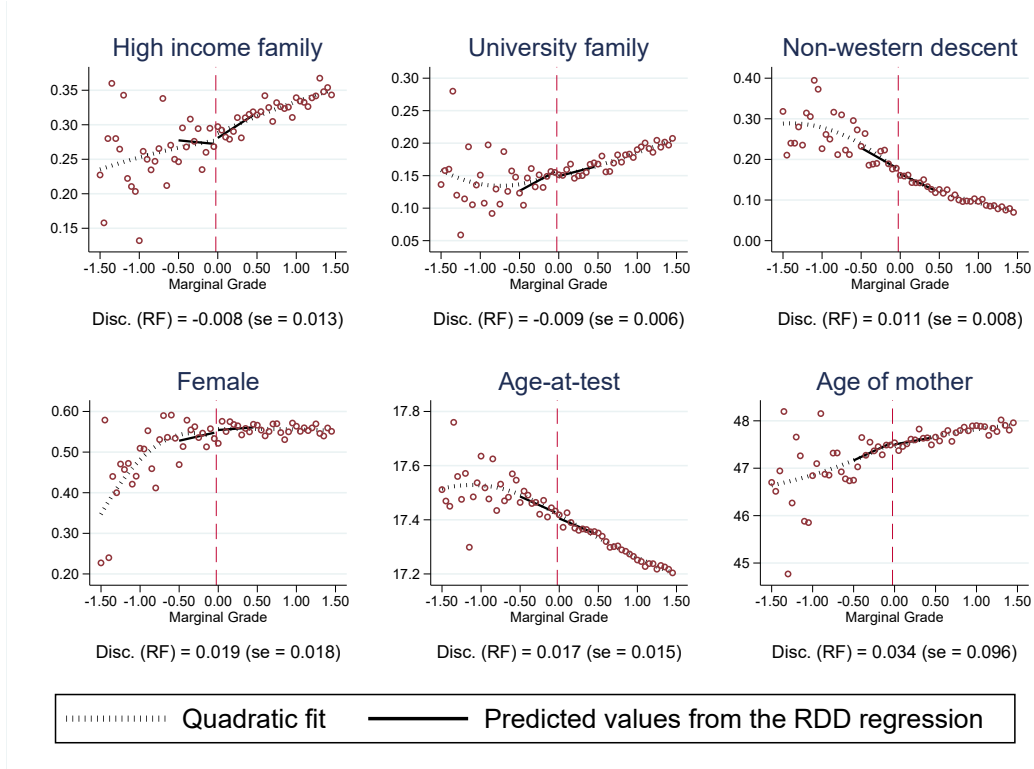 High income family
0.35
0.30
0.25
0.20
0.15
-1.50 -1.00 -0.50 0.00 0.50 1.00 1.50
Marginal Grade
Disc. (RF) = -0.008 (se = 0.013)
University family
0.30
0.25
0.20
0.15
0.10
0.05
-1.50 -1.00 -0.50 0.00 0.50 1.00 1.50
Marginal Grade
Disc. (RF) = -0.009 (se = 0.006)
Non-western descent
0.40
0.30
0.20
0.10
0.00
-1.50 -1.00 -0.50 0.00 0.50 1.00 1.50
Marginal Grade
Disc. (RF) = 0.011 (se = 0.008)
Female
0.60
0.50
0.40
0.30
0.20
-1.50 -1.00 -0.50 0.00 0.50 1.00 1.50
Marginal Grade
Disc. (RF) = 0.019 (se = 0.018)
Age-at-test
17.8
17.6
17.4
17.2
-1.50 -1.00 -0.50 0.00 0.50 1.00 1.50
Marginal Grade
Disc. (RF) = 0.017 (se = 0.015)
Age of mother
48
47
46
45
-1.50 -1.00 -0.50 0.00 0.50 1.00 1.50
Marginal Grade
Disc. (RF) = 0.034 (se = 0.096)
Quadratic fit Predicted values from the RDD regression